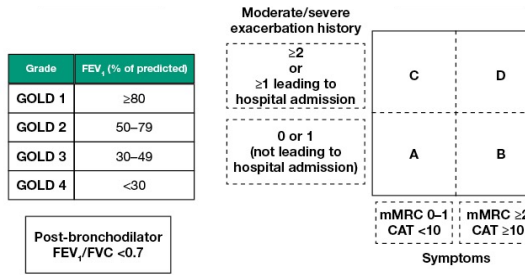 Grade FEV₁ (% of predicted)
GOLD 1 ≥80
GOLD 2 50–79
GOLD 3 30–49
GOLD 4 <30
Post-bronchodilator
FEV₁/FVC <0.7
Moderate/severe
exacerbation history
≥2
or
≥1 leading to
hospital admission
0 or 1
(not leading to
hospital admission)
C D
A B
mMRC 0–1 mMRC ≥2
CAT <10 CAT ≥10
Symptoms